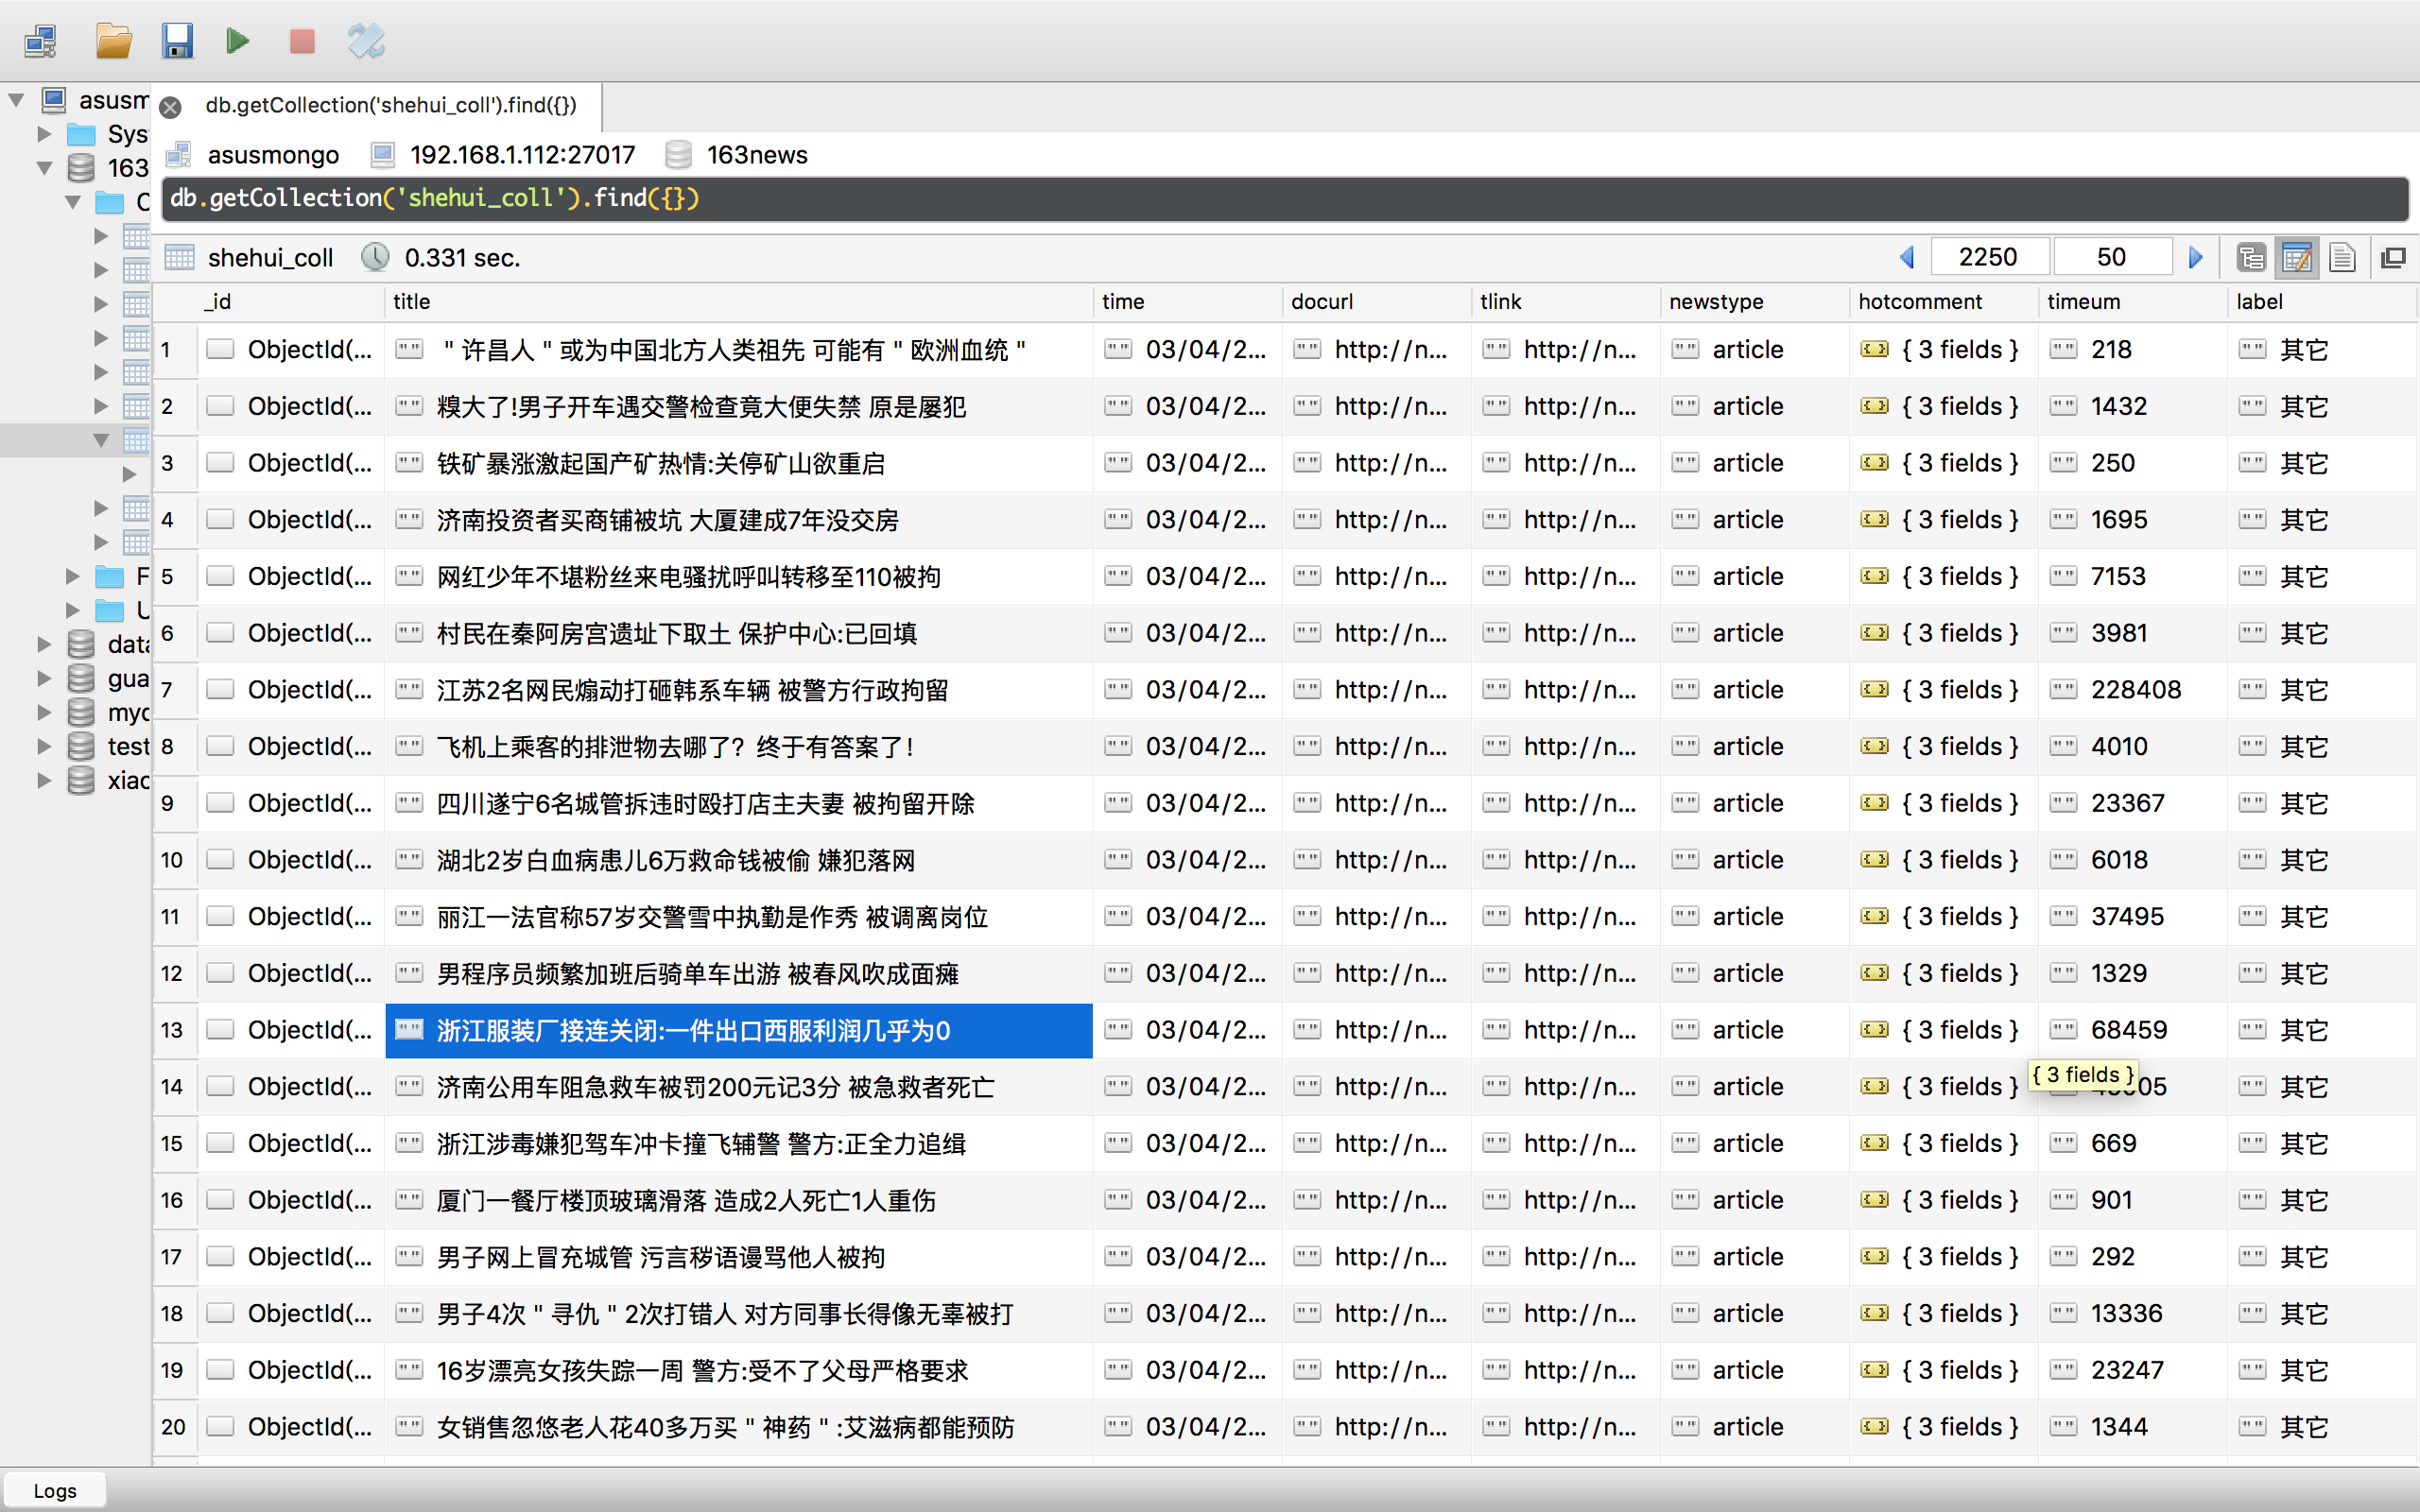 asusm
db.getCollection('shehui_coll').find({})
Sys
asusmongo 192.168.1.112:27017 163news
163
db.getCollection('shehui_coll').find({})
shehui_coll 0.331 sec. 2250 50
_id title time docurl tlink newstype hotcomment timeum label
1 ObjectId(... "许昌人"或为中国北方人类祖先 可能有"欧洲血统" 03/04/2... http://n... http://n... article { 3 fields } 218 其它
2 ObjectId(... 糗大了!男子开车遇交警检查竟大便失禁 原是屡犯 03/04/2... http://n... http://n... article { 3 fields } 1432 其它
3 ObjectId(... 铁矿暴涨激起国产矿热情:关停矿山欲重启 03/04/2... http://n... http://n... article { 3 fields } 250 其它
4 ObjectId(... 济南投资者买商铺被坑 大厦建成7年没交房 03/04/2... http://n... http://n... article { 3 fields } 1695 其它
5 ObjectId(... 网红少年不堪粉丝来电骚扰呼叫转移至110被拘 03/04/2... http://n... http://n... article { 3 fields } 7153 其它
6 ObjectId(... 村民在秦阿房宫遗址下取土 保护中心:已回填 03/04/2... http://n... http://n... article { 3 fields } 3981 其它
data
7 ObjectId(... 江苏2名网民煽动打砸韩系车辆 被警方行政拘留 03/04/2... http://n... http://n... article { 3 fields } 228408 其它
gua
myc
8 ObjectId(... 飞机上乘客的排泄物去哪了？终于有答案了！ 03/04/2... http://n... http://n... article { 3 fields } 4010 其它
test
xiac
9 ObjectId(... 四川遂宁6名城管拆违时殴打店主夫妻 被拘留开除 03/04/2... http://n... http://n... article { 3 fields } 23367 其它
10 ObjectId(... 湖北2岁白血病患儿6万救命钱被偷 嫌犯落网 03/04/2... http://n... http://n... article { 3 fields } 6018 其它
11 ObjectId(... 丽江一法官称57岁交警雪中执勤是作秀 被调离岗位 03/04/2... http://n... http://n... article { 3 fields } 37495 其它
12 ObjectId(... 男程序员频繁加班后骑单车出游 被春风吹成面瘫 03/04/2... http://n... http://n... article { 3 fields } 1329 其它
13 ObjectId(... 浙江服装厂接连关闭:一件出口西服利润几乎为0 03/04/2... http://n... http://n... article { 3 fields } 68459 其它
{ 3 fields }
14 ObjectId(... 济南公用车阻急救车被罚200元记3分 被急救者死亡 03/04/2... http://n... http://n... article { 3 fields } 其它
15 ObjectId(... 浙江涉毒嫌犯驾车冲卡撞飞辅警 警方:正全力追缉 03/04/2... http://n... http://n... article { 3 fields } 669 其它
16 ObjectId(... 厦门一餐厅楼顶玻璃滑落 造成2人死亡1人重伤 03/04/2... http://n... http://n... article { 3 fields } 901 其它
17 ObjectId(... 男子网上冒充城管 污言秽语谩骂他人被拘 03/04/2... http://n... http://n... article { 3 fields } 292 其它
18 ObjectId(... 男子4次"寻仇"2次打错人 对方同事长得像无辜被打 03/04/2... http://n... http://n... article { 3 fields } 13336 其它
19 ObjectId(... 16岁漂亮女孩失踪一周 警方:受不了父母严格要求 03/04/2... http://n... http://n... article { 3 fields } 23247 其它
20 ObjectId(... 女销售忽悠老人花40多万买"神药":艾滋病都能预防 03/04/2... http://n... http://n... article { 3 fields } 1344 其它
Logs